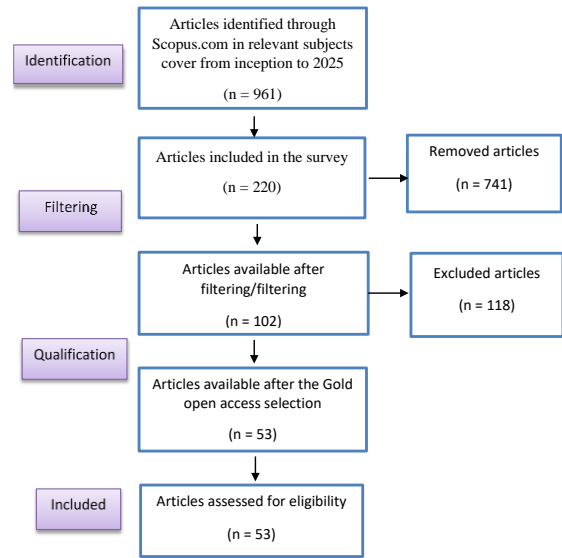 Identification
Articles identified through
Scopus.com in relevant subjects
cover from inception to 2025
(n = 961)
Articles included in the survey
(n = 220)
Removed articles
(n = 741)
Filtering
Articles available after
filtering/filtering
(n = 102)
Excluded articles
(n = 118)
Qualification
Articles available after the Gold
open access selection
(n = 53)
Included
Articles assessed for eligibility
(n = 53)